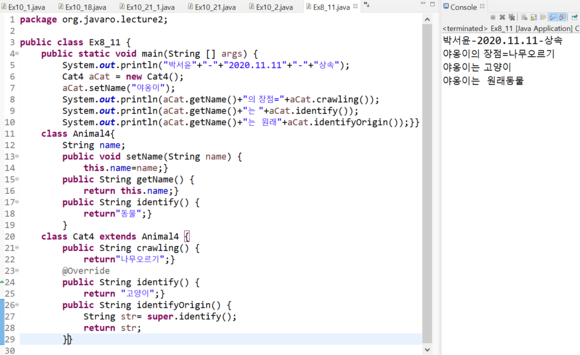 Ex10_1.java
Ex10_18.java
Ex10_21_1.java
Ex10_21.java
Ex10_2.java
Ex8_11.java
Console
1 package org.javaro.lecture2;
<terminated> Ex8_11 [Java Application]
2
박서윤-2020.11.11-상속
3 public class Ex8_11 {
야옹이의 장점=나무오르기
4 public static void main(String [] args) {
야옹이는 고양이
5 System.out.println("박서윤"+"-"+"2020.11.11"+"-"+"상속");
야옹이는 원래동물
6 Cat4 aCat = new Cat4();
7 aCat.setName("야옹이");
8 System.out.println(aCat.getName()+"의 장점="+aCat.crawling());
9 System.out.println(aCat.getName()+"는 "+aCat.identify());
10 System.out.println(aCat.getName()+"는 원래"+aCat.identifyOrigin());}}
11 class Animal4{
12 String name;
13 public void setName(String name) {
14 this.name=name;}
15 public String getName() {
16 return this.name;}
17 public String identify() {
18 return"동물";}
19 }
20 class Cat4 extends Animal4 {
21 public String crawling() {
22 return"나무오르기";}
23 @Override
24 public String identify() {
25 return "고양이";}
26 public String identifyOrigin() {
27 String str= super.identify();
28 return str;
29 }}
30